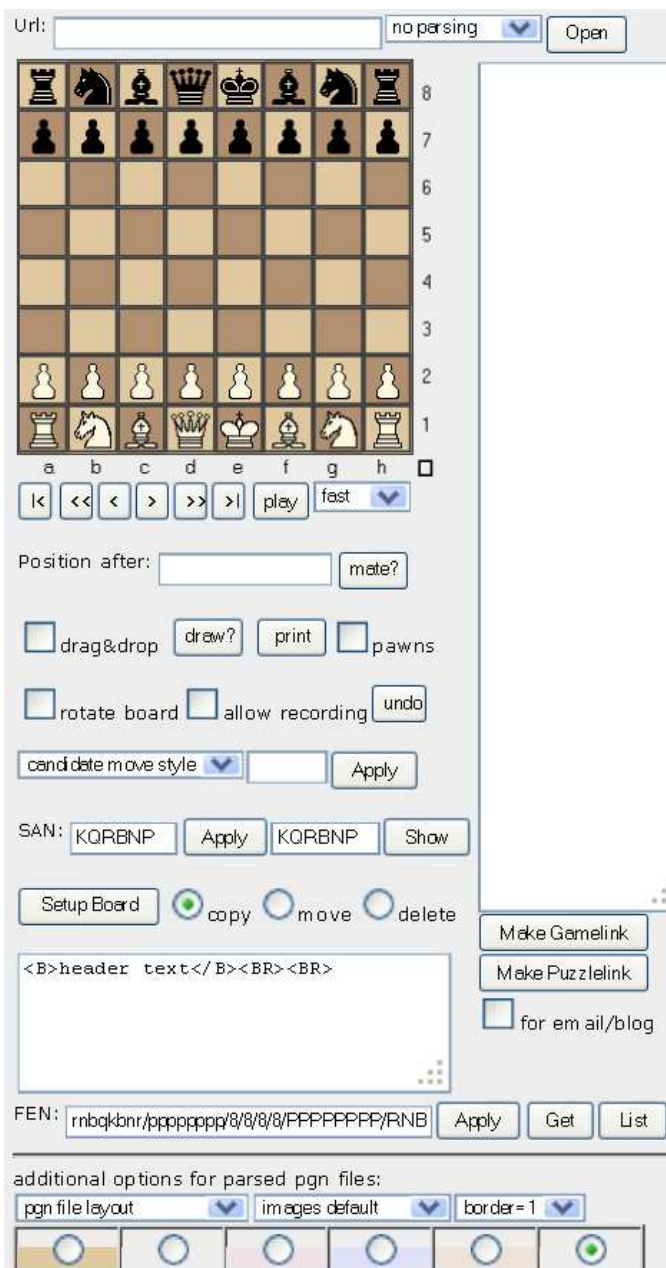 Url: no parsing Open
8
7
6
5
4
3
2
1
a b c d e f g h
|< << < > >> >| play fast
Position after: mate?
drag&drop draw? print pawns
rotate board allow recording undo
candidate move style Apply
SAN: KQRBNP Apply KQRBNP Show
Setup Board copy move delete
Make Gamelink
<B>header text</B><BR><BR>
Make Puzzlelink
for email/blog
FEN: rnbqkbnr/pppppppp/8/8/8/8/PPPPPPPP/RNB Apply Get List
additional options for parsed pgn files:
pgn file layout images default border=1